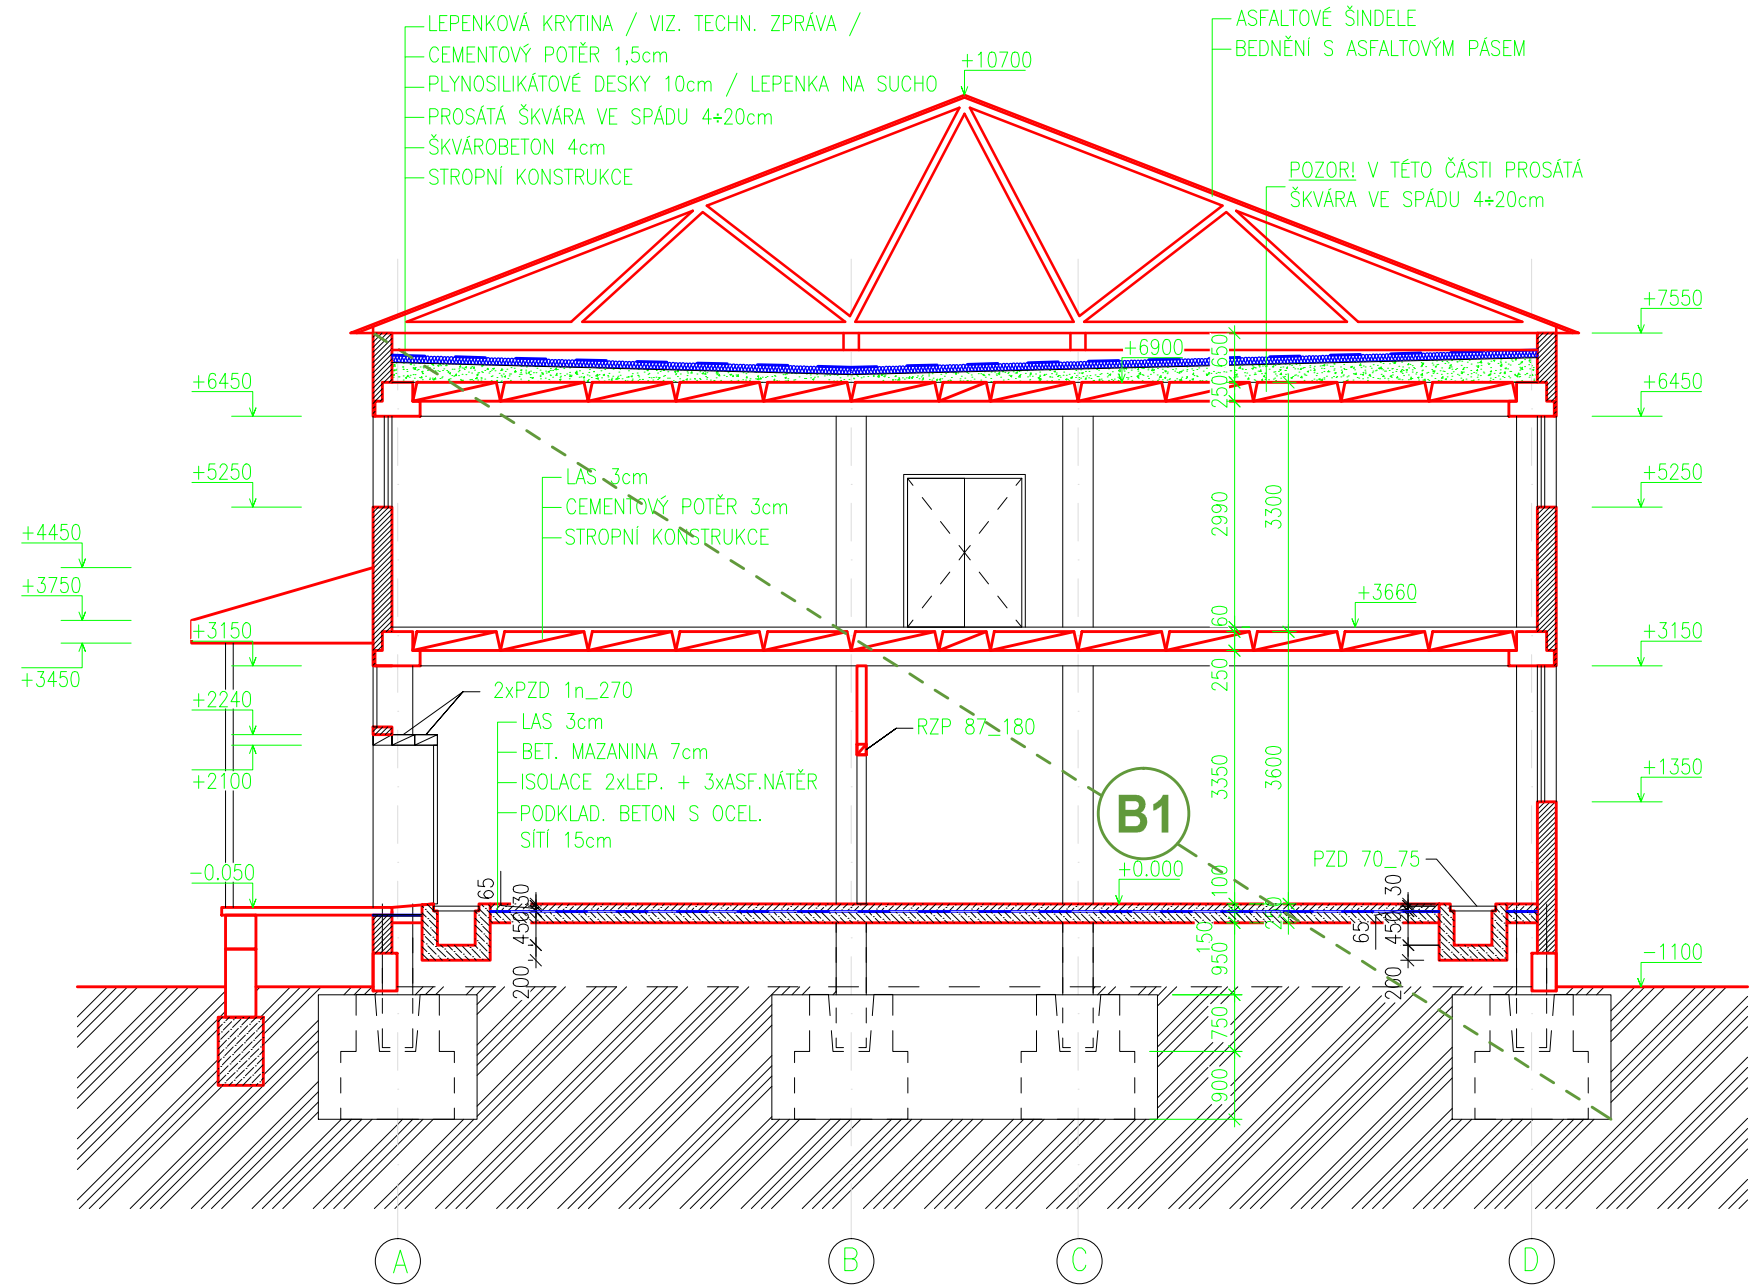 LEPENKOVÁ KRYTINA / VIZ. TECHN. ZPRÁVA /
CEMENTOVÝ POTĚR 1,5cm
PLYNOSILIKÁTOVÉ DESKY 10cm / LEPENKA NA SUCHO
PROSÁTÁ ŠKVÁRA VE SPÁDU 4÷20cm
ŠKVÁROBETON 4cm
STROPNÍ KONSTRUKCE
+10700
ASFALTOVÉ ŠINDELE
BEDNĚNÍ S ASFALTOVÝM PÁSEM
POZOR! V TÉTO ČÁSTI PROSÁTÁ
ŠKVÁRA VE SPÁDU 4÷20cm
+7550
+6900
650
250
+6450
+6450
+5250
+5250
LAS 3cm
CEMENTOVÝ POTĚR 3cm
STROPNÍ KONSTRUKCE
2990
3300
+4450
+3750
+3150
+3450
60
+3660
+3150
250
2xPZD 1n_270
+2240
+2100
LAS 3cm
BET. MAZANINA 7cm
ISOLACE 2xLEP. + 3xASF.NÁTĚR
PODKLAD. BETON S OCEL.
SÍTÍ 15cm
RZP 87_180
3350
3600
+1350
B1
PZD 70_75
-0.050
+0.000
65
30
450
200
100
150
950
30
65
450
200
-1100
750
900
A
B
C
D